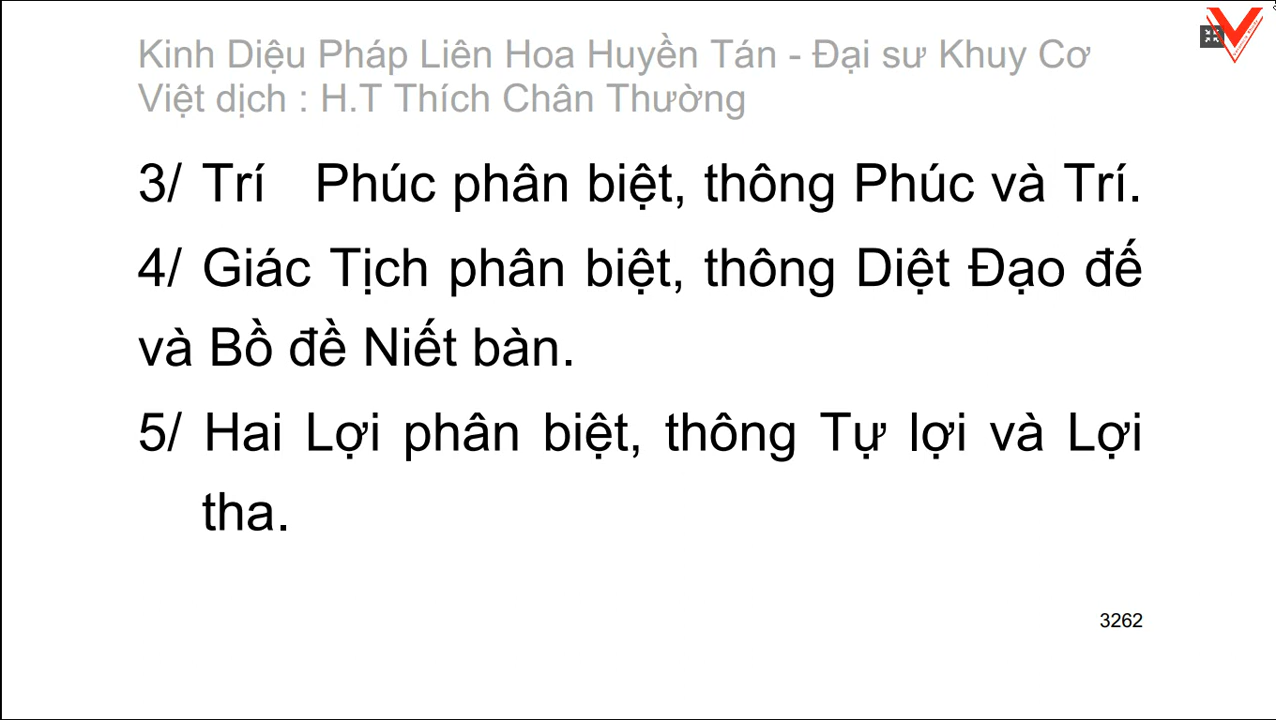 Kinh Diệu Pháp Liên Hoa Huyền Tán - Đại sư Khuy Cơ
Việt dịch : H.T Thích Chân Thường
3/ Trí Phúc phân biệt, thông Phúc và Trí.
4/ Giác Tịch phân biệt, thông Diệt Đạo đế
và Bồ đề Niết bàn.
5/ Hai Lợi phân biệt, thông Tự lợi và Lợi
tha.
3262